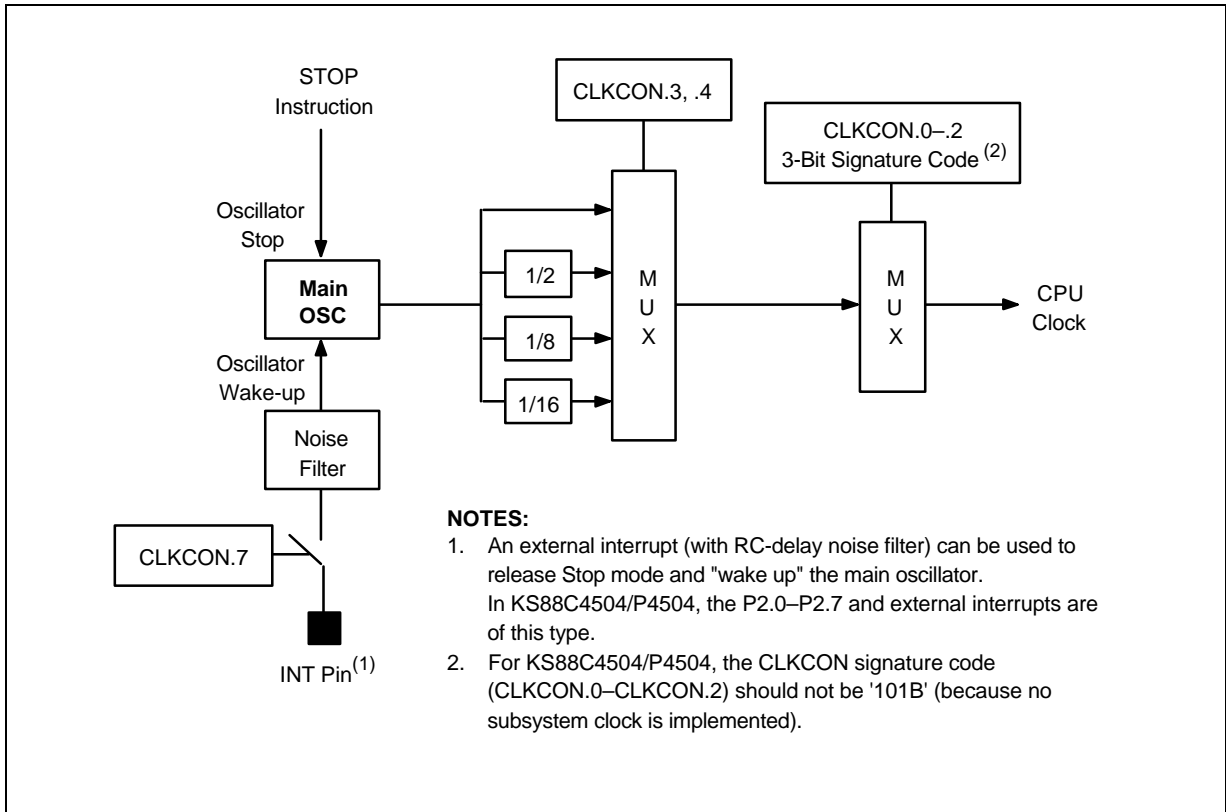 STOP
Instruction
CLKCON.3, .4
CLKCON.0–.2
3-Bit Signature Code (2)
Oscillator
Stop
Main
OSC
1/2
1/8
1/16
M
U
X
M
U
X
CPU
Clock
Oscillator
Wake-up
Noise
Filter
CLKCON.7
INT Pin(1)
NOTES:
1. An external interrupt (with RC-delay noise filter) can be used to
release Stop mode and "wake up" the main oscillator.
In KS88C4504/P4504, the P2.0–P2.7 and external interrupts are
of this type.
2. For KS88C4504/P4504, the CLKCON signature code
(CLKCON.0–CLKCON.2) should not be '101B' (because no
subsystem clock is implemented).